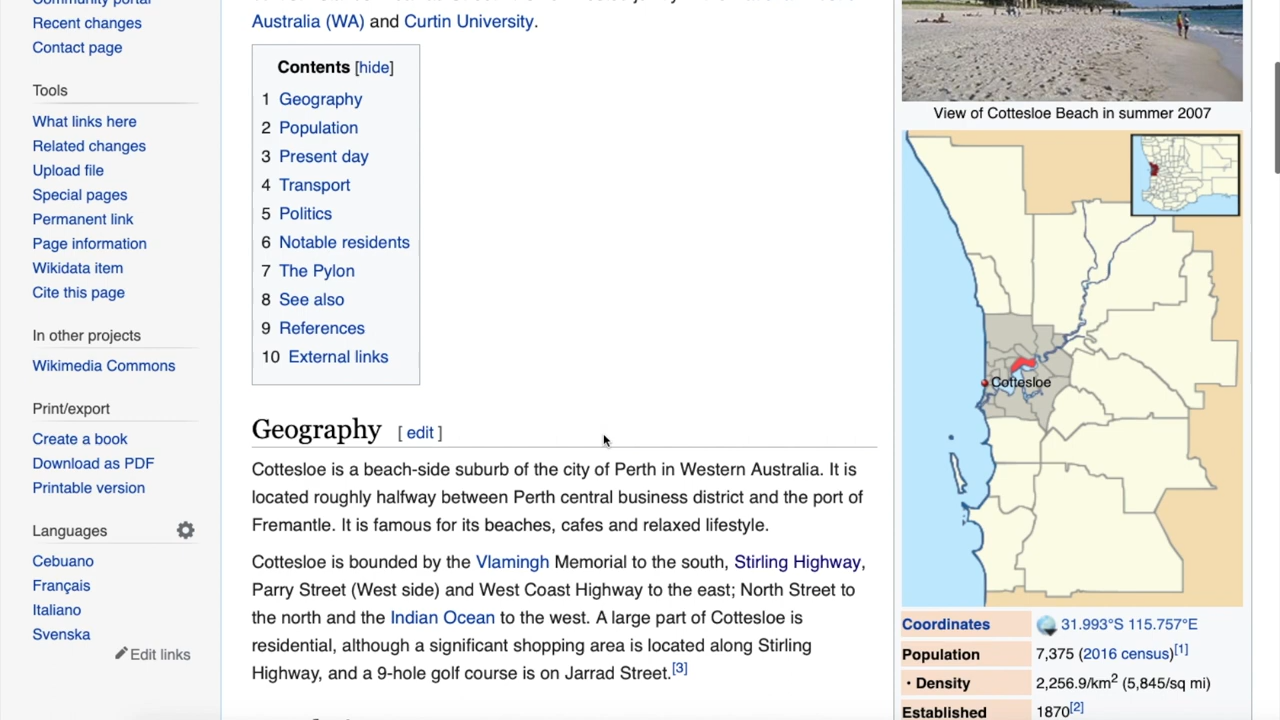 Recent changes
Contact page
Tools
What links here
Related changes
Upload file
Special pages
Permanent link
Page information
Wikidata item
Cite this page
In other projects
Wikimedia Commons
Print/export
Create a book
Download as PDF
Printable version
Languages
Cebuano
Français
Italiano
Svenska
Edit links
Australia (WA) and Curtin University.
Contents [hide]
1 Geography
2 Population
3 Present day
4 Transport
5 Politics
6 Notable residents
7 The Pylon
8 See also
9 References
10 External links
Geography [ edit ]
Cottesloe is a beach-side suburb of the city of Perth in Western Australia. It is
located roughly halfway between Perth central business district and the port of
Fremantle. It is famous for its beaches, cafes and relaxed lifestyle.
Cottesloe is bounded by the Vlamingh Memorial to the south, Stirling Highway,
Parry Street (West side) and West Coast Highway to the east; North Street to
the north and the Indian Ocean to the west. A large part of Cottesloe is
residential, although a significant shopping area is located along Stirling
Highway, and a 9-hole golf course is on Jarrad Street.[3]
View of Cottesloe Beach in summer 2007
Cottesloe
Coordinates 31.993°S 115.757°E
Population 7,375 (2016 census)[1]
• Density 2,256.9/km2 (5,845/sq mi)
Established 1870[2]